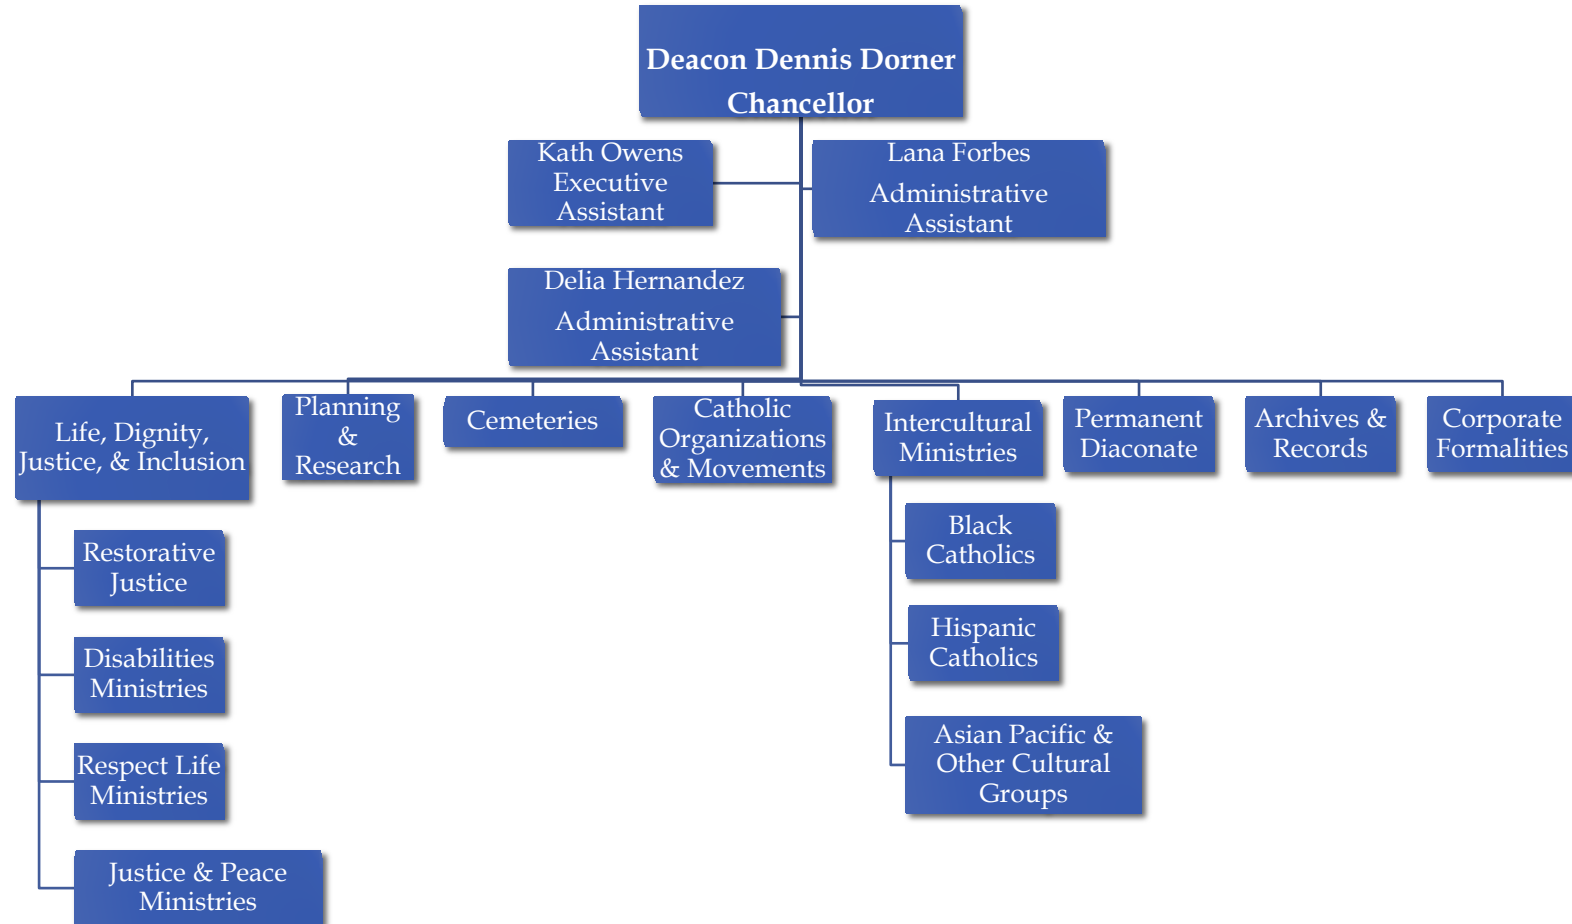 Deacon Dennis Dorner
Chancellor
Kath Owens
Executive
Assistant
Lana Forbes
Administrative
Assistant
Delia Hernandez
Administrative
Assistant
Life, Dignity,
Justice, & Inclusion
Planning
&
Research
Cemeteries
Catholic
Organizations
& Movements
Intercultural
Ministries
Permanent
Diaconate
Archives &
Records
Corporate
Formalities
Restorative
Justice
Disabilities
Ministries
Respect Life
Ministries
Justice & Peace
Ministries
Black
Catholics
Hispanic
Catholics
Asian Pacific &
Other Cultural
Groups